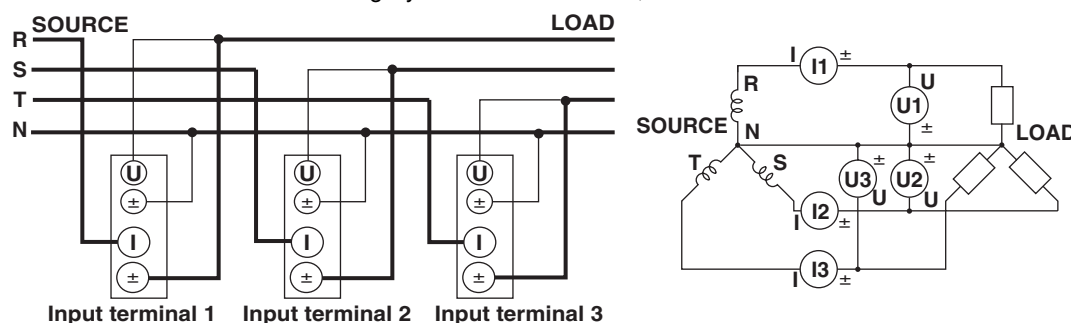 SOURCE LOAD
R
S
T
N
U U U
± ± ±
I I I
± ± ±
Input terminal 1 Input terminal 2 Input terminal 3
I I1 ±
R U
U1
SOURCE N ± LOAD
T S ± ±
U3 U2
U U
I I2 ±
I I3 ±